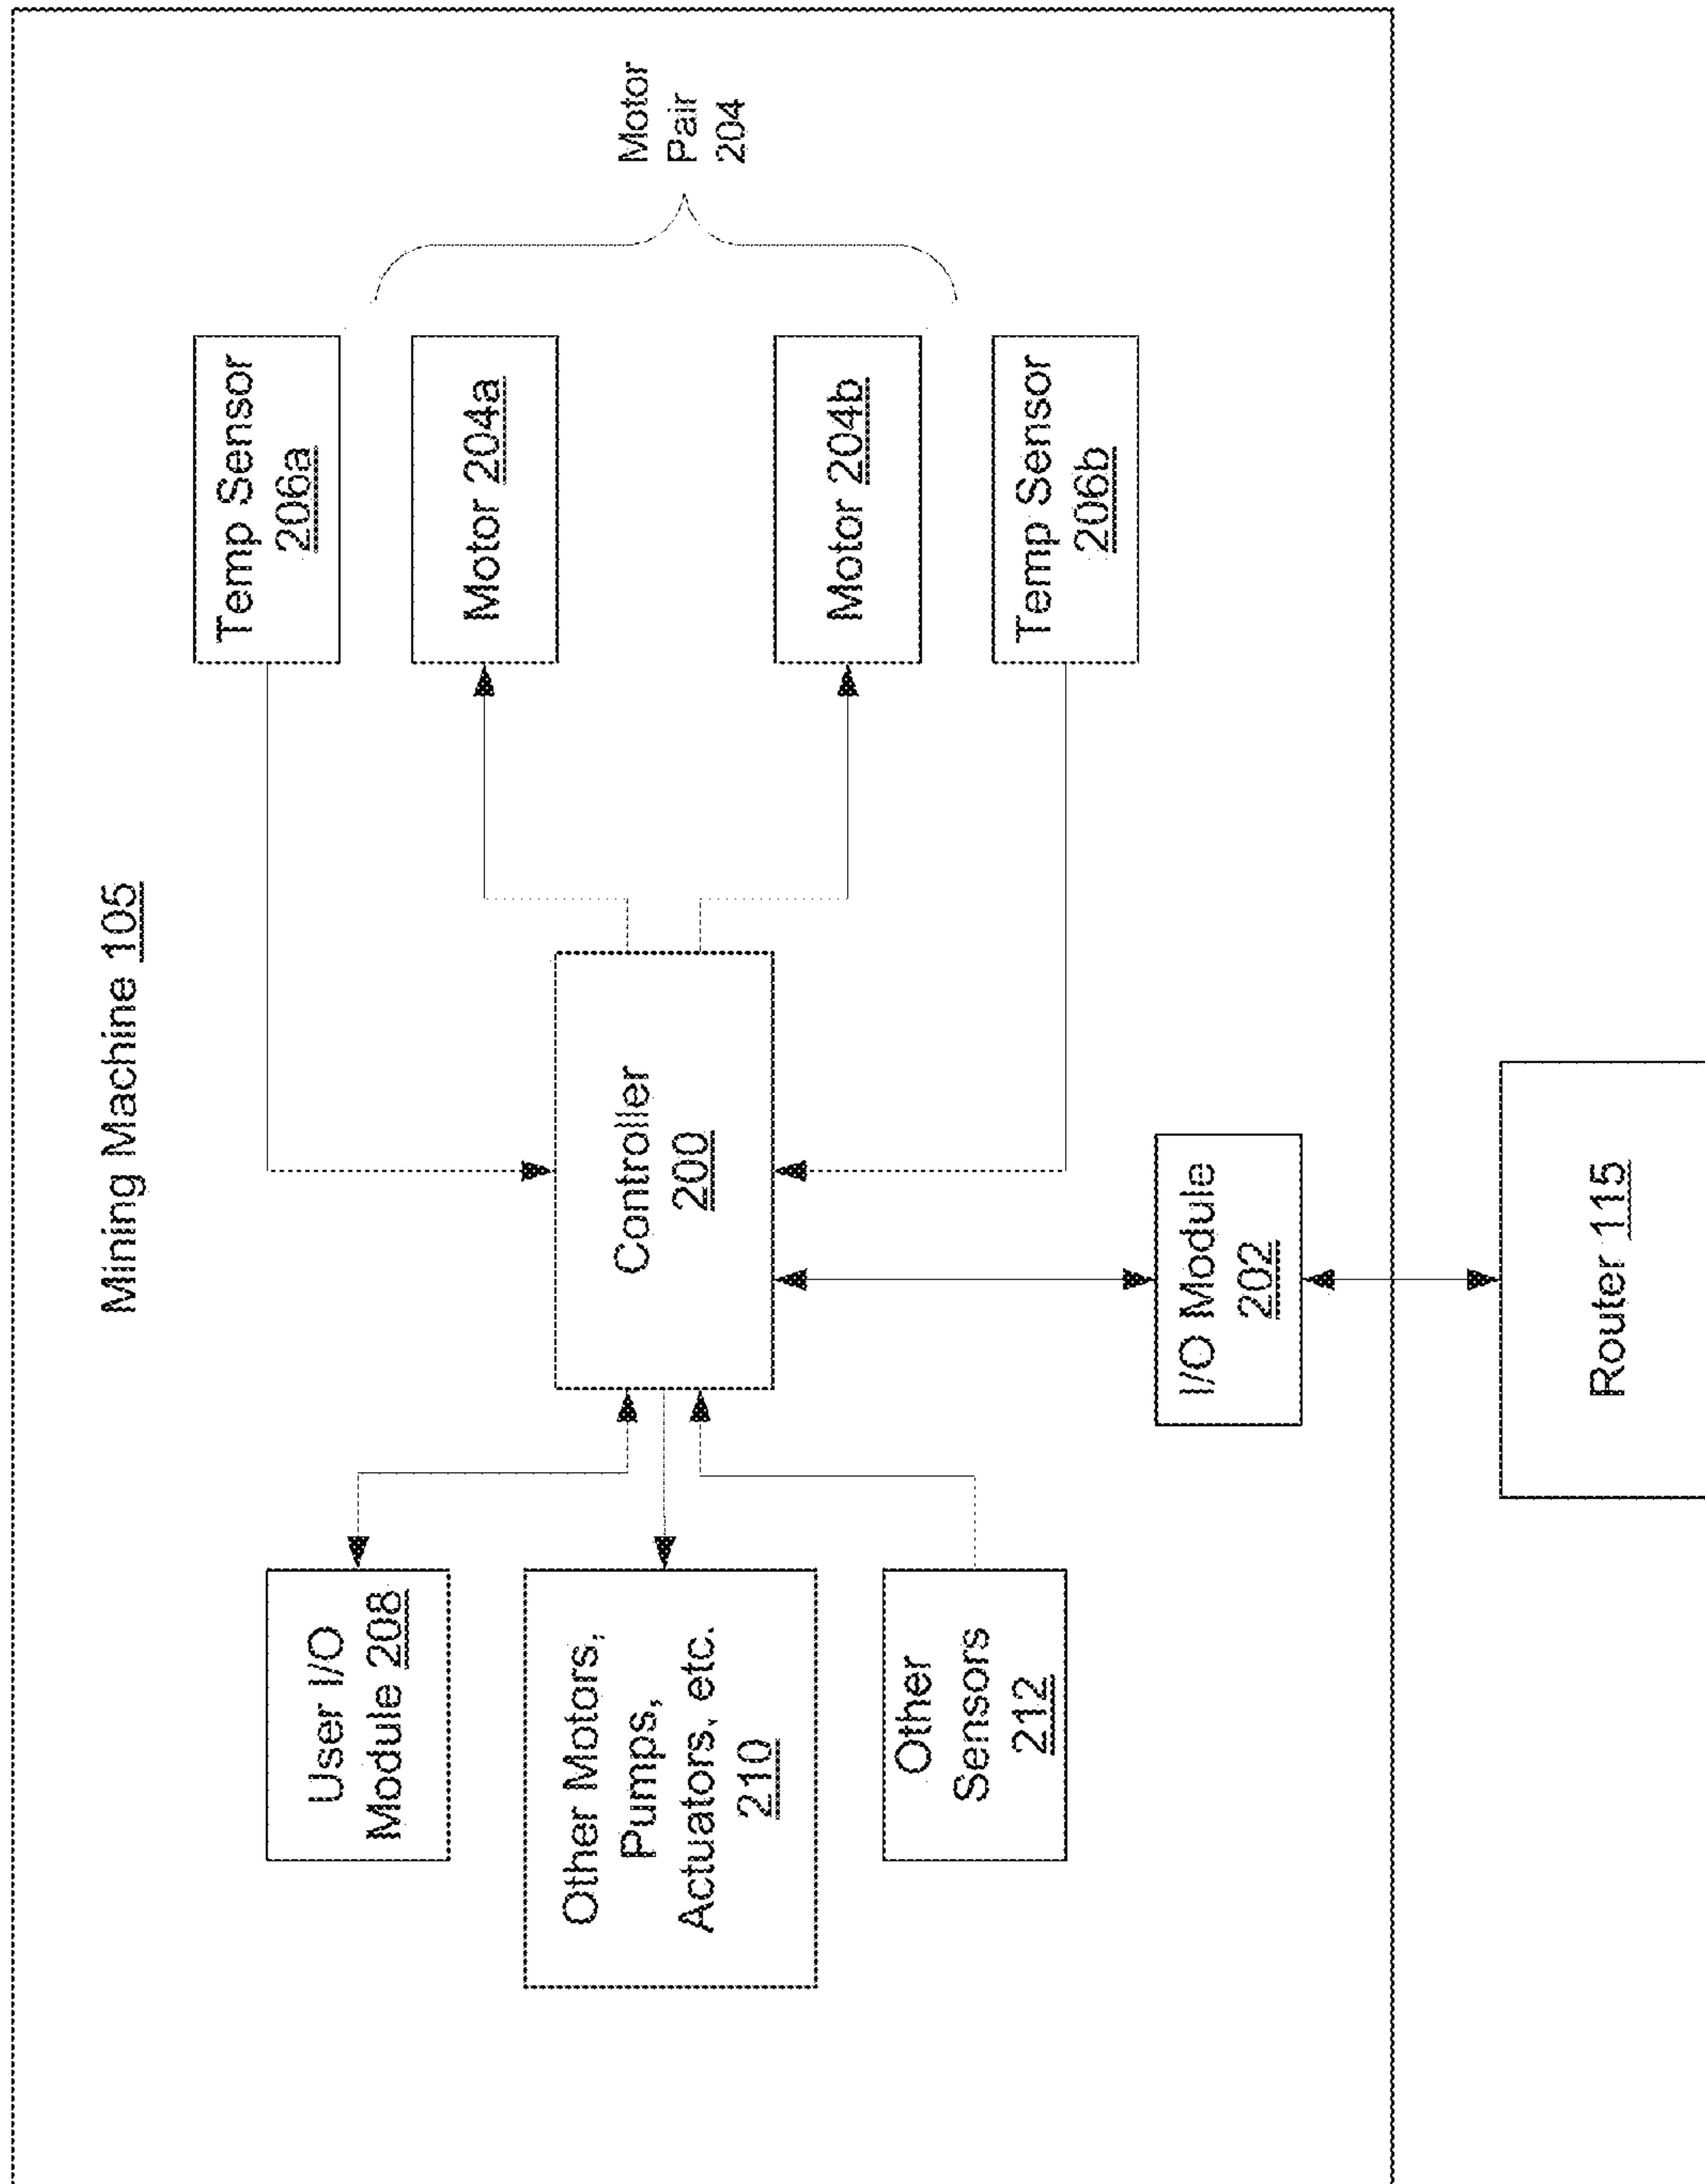 Mining Machine 105
User I/O
Module 208
Other Motors,
Pumps,
Actuators, etc.
210
Other
Sensors
212
Controller
200
Temp Sensor
206a
Motor 204a
Motor 204b
Temp Sensor
206b
Motor
Pair
204
I/O Module
202
Router 115